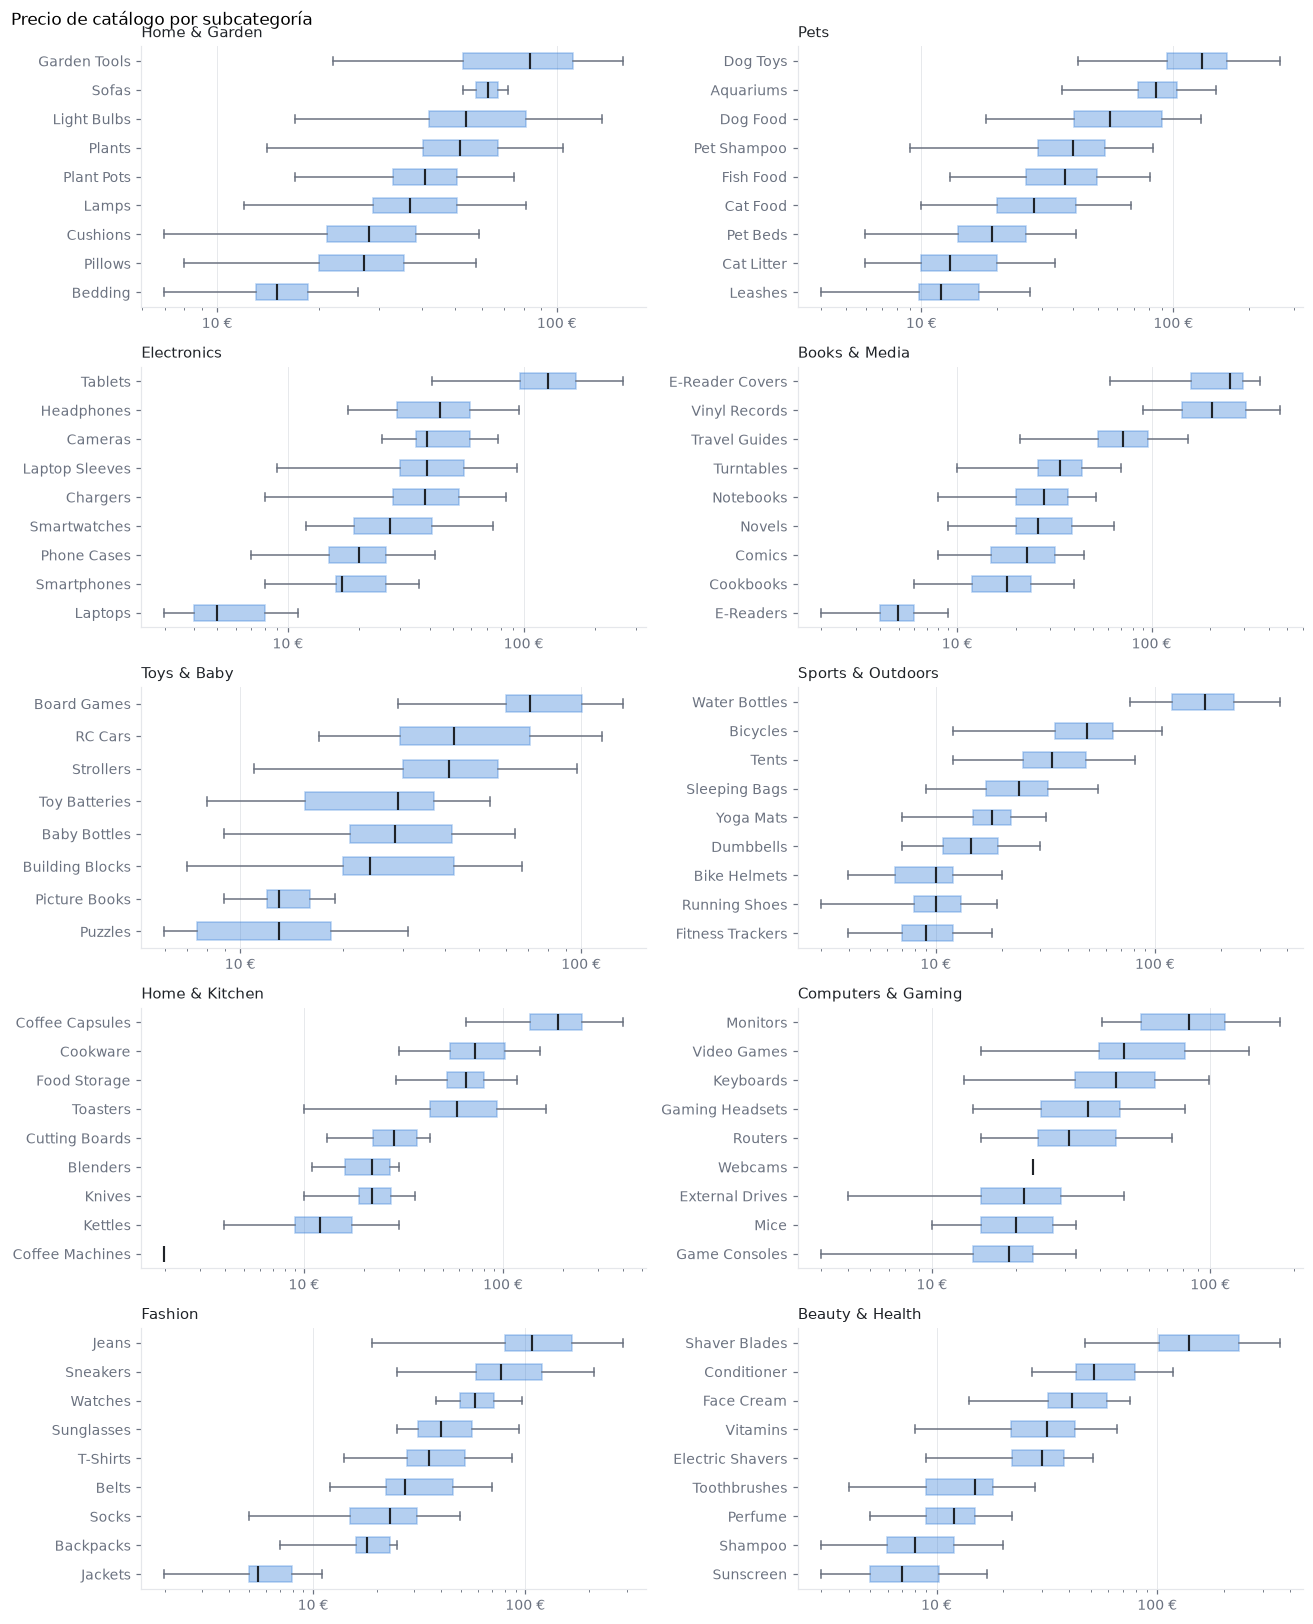 Precio de catálogo por subcategoría
Home & Garden
Garden Tools
Sofas
Light Bulbs
Plants
Plant Pots
Lamps
Cushions
Pillows
Bedding
10 €
100 €
Pets
Dog Toys
Aquariums
Dog Food
Pet Shampoo
Fish Food
Cat Food
Pet Beds
Cat Litter
Leashes
10 €
100 €
Electronics
Tablets
Headphones
Cameras
Laptop Sleeves
Chargers
Smartwatches
Phone Cases
Smartphones
Laptops
10 €
100 €
Books & Media
E-Reader Covers
Vinyl Records
Travel Guides
Turntables
Notebooks
Novels
Comics
Cookbooks
E-Readers
10 €
100 €
Toys & Baby
Board Games
RC Cars
Strollers
Toy Batteries
Baby Bottles
Building Blocks
Picture Books
Puzzles
10 €
100 €
Sports & Outdoors
Water Bottles
Bicycles
Tents
Sleeping Bags
Yoga Mats
Dumbbells
Bike Helmets
Running Shoes
Fitness Trackers
10 €
100 €
Home & Kitchen
Coffee Capsules
Cookware
Food Storage
Toasters
Cutting Boards
Blenders
Knives
Kettles
Coffee Machines
10 €
100 €
Computers & Gaming
Monitors
Video Games
Keyboards
Gaming Headsets
Routers
Webcams
External Drives
Mice
Game Consoles
10 €
100 €
Fashion
Jeans
Sneakers
Watches
Sunglasses
T-Shirts
Belts
Socks
Backpacks
Jackets
10 €
100 €
Beauty & Health
Shaver Blades
Conditioner
Face Cream
Vitamins
Electric Shavers
Toothbrushes
Perfume
Shampoo
Sunscreen
10 €
100 €